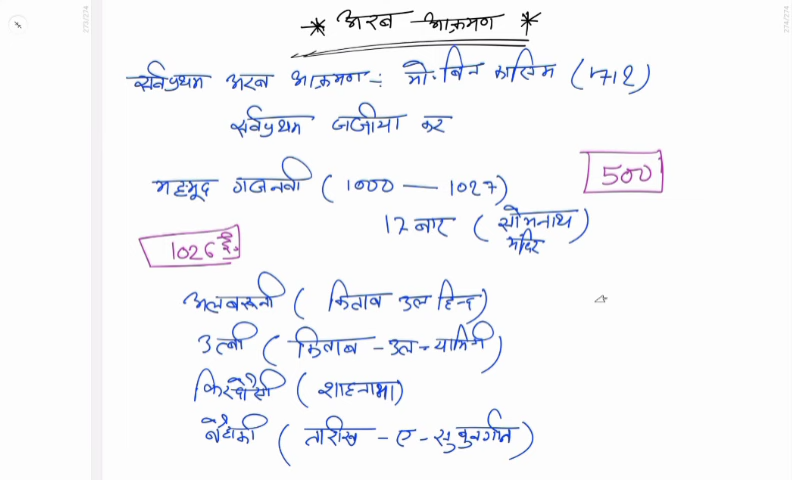 * अरब आक्रमण *
सर्वप्रथम अरब आक्रमण :- मो. बिन कासिम (712)
सर्वप्रथम जजीया कर
महमूद गजनवी (1000 — 1027)
500
17 बार (सोमनाथ मंदिर)
1026 ई.
अलबरूनी (किताब उल हिन्द)
उत्बी (किताब - उल - यामिनी)
फिरदौसी (शाहनामा)
बैहाकी (तारीख - ए - सुबुक्तगीन)